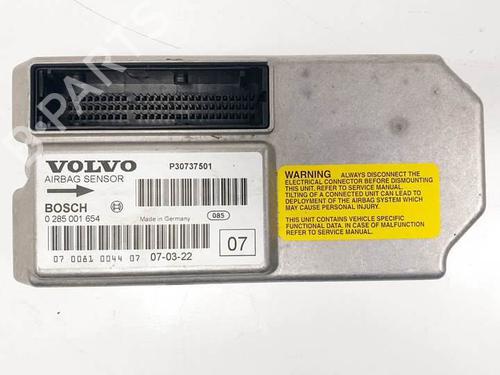 VOLVO
P30737501
AIRBAG SENSOR
BOSCH
0 285 001 654
Made in Germany
085
07
07 0081 0044 07 07-03-22
WARNING ALWAYS DISCONNECT THE
ELECTRICAL CONNECTOR BEFORE DISMOUNTING
THIS UNIT. REFER TO SERVICE MANUAL.
TILTING OF A CONNECTED UNIT CAN LEAD TO
DEPLOYMENT OF AIRBAG SYSTEM WHICH
MAY CAUSE PERSONAL INJURY.
THIS UNIT CONTAINS VEHICLE SPECIFIC
FUNCTIONAL DATA. IN CASE OF MALFUNCTION
REFER TO SERVICE MANUAL.